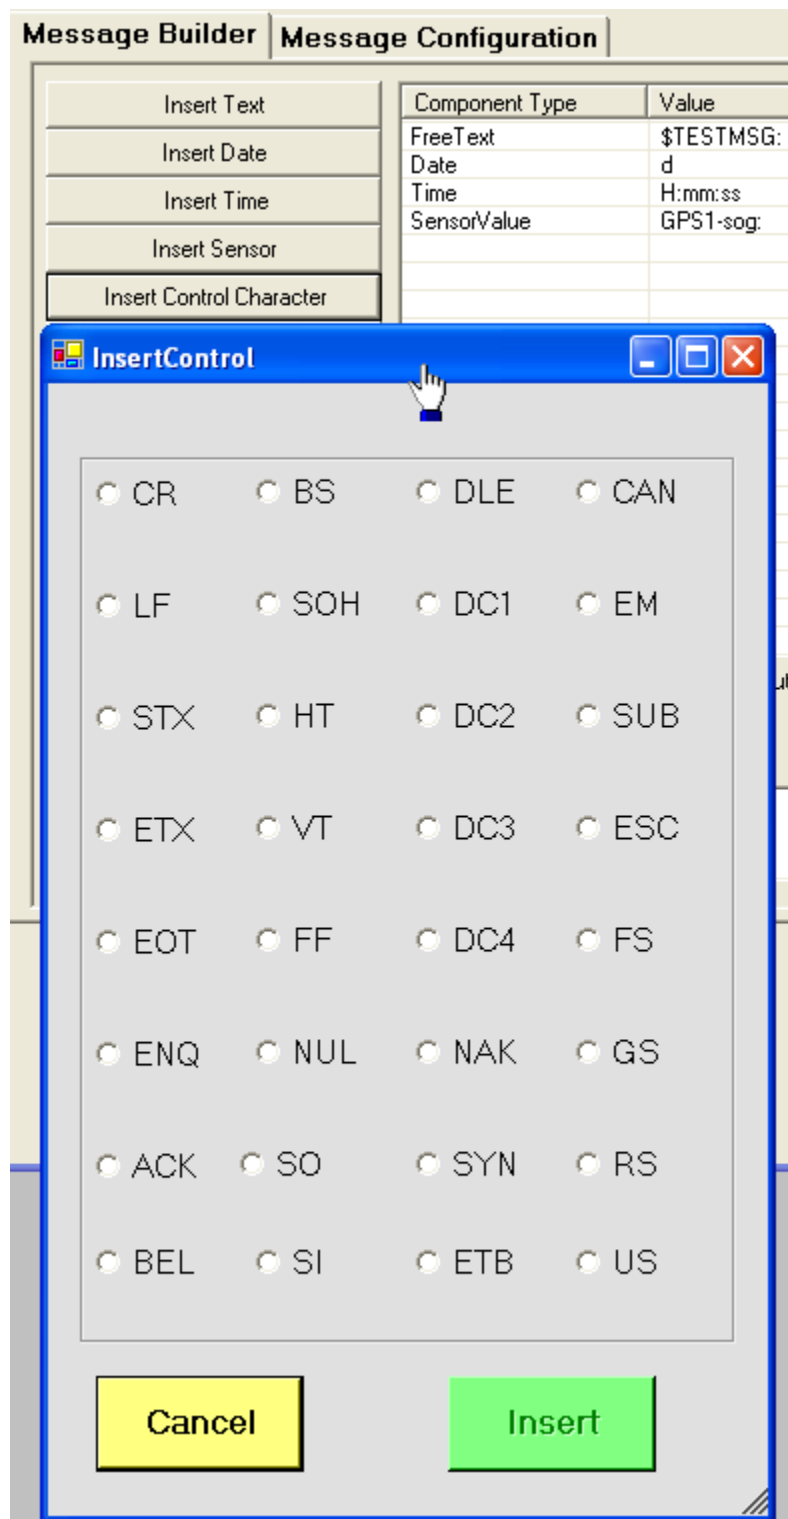 Message Builder Message Configuration
Insert Text
Insert Date
Insert Time
Insert Sensor
Insert Control Character
Component Type Value
FreeText $TESTMSG:
Date d
Time H:mm:ss
SensorValue GPS1-sog:
InsertControl
CR BS DLE CAN
LF SOH DC1 EM
STX HT DC2 SUB
ETX VT DC3 ESC
EOT FF DC4 FS
ENQ NUL NAK GS
ACK SO SYN RS
BEL SI ETB US
Cancel Insert